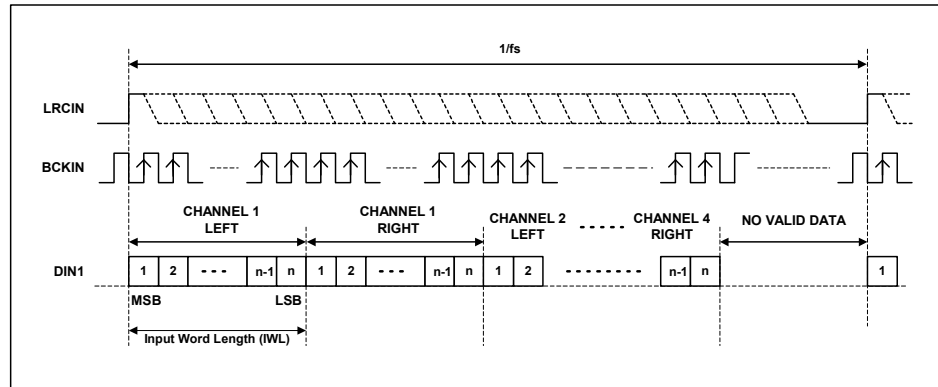 1/fs
LRCIN
BCKIN
CHANNEL 1 LEFT
CHANNEL 1 RIGHT
CHANNEL 2 LEFT
CHANNEL 4 RIGHT
NO VALID DATA
DIN1
1 2 n-1 n 1 2 n-1 n 1 2 n-1 n 1
MSB LSB
Input Word Length (IWL)